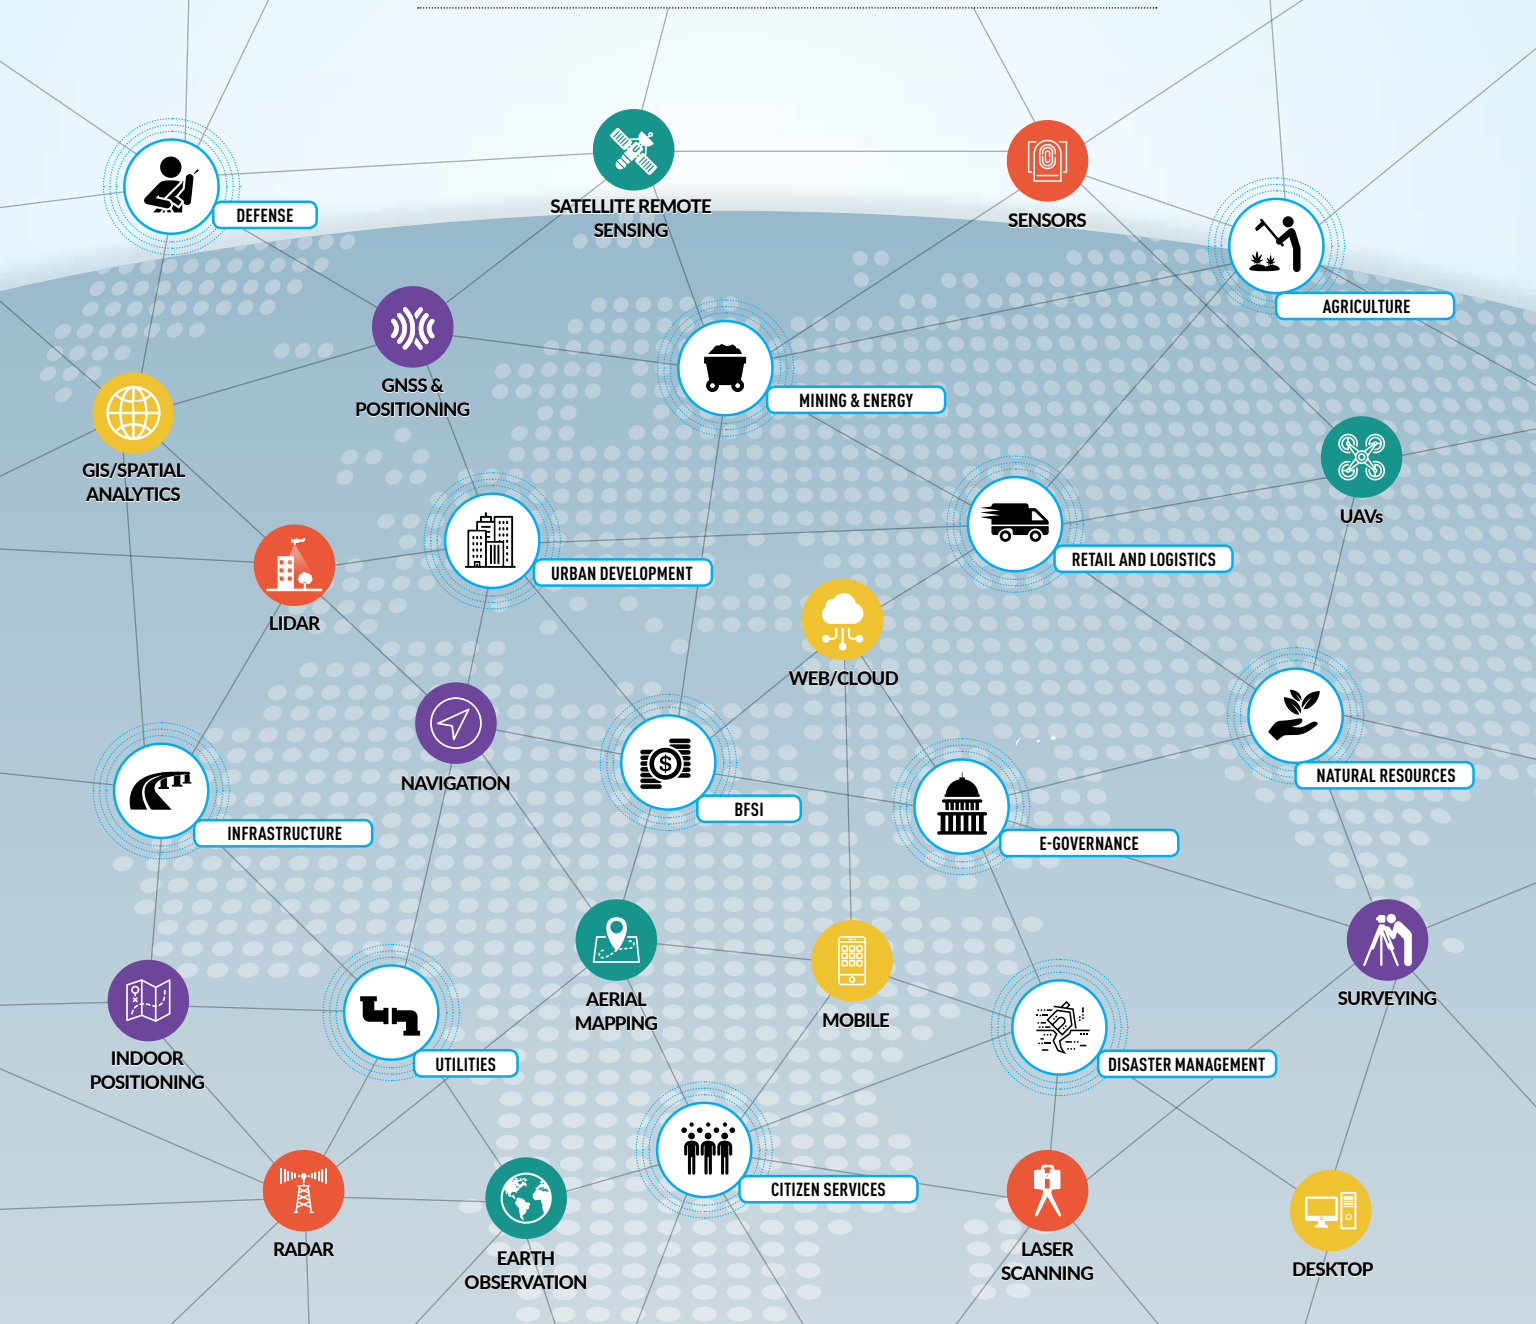 DEFENSE
SATELLITE REMOTE
SENSING
SENSORS
AGRICULTURE
GNSS &
POSITIONING
MINING & ENERGY
GIS/SPATIAL
ANALYTICS
UAVs
URBAN DEVELOPMENT
RETAIL AND LOGISTICS
LIDAR
WEB/CLOUD
NAVIGATION
$
BFSI
NATURAL RESOURCES
INFRASTRUCTURE
E-GOVERNANCE
AERIAL
MAPPING
MOBILE
SURVEYING
INDOOR
POSITIONING
UTILITIES
DISASTER MANAGEMENT
CITIZEN SERVICES
RADAR
EARTH
OBSERVATION
LASER
SCANNING
DESKTOP